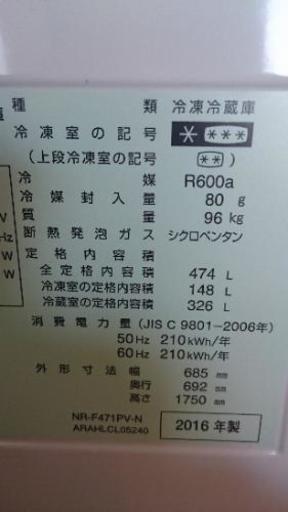 種類 冷凍冷蔵庫
冷凍室の記号 * ***
(上段冷凍室の記号 **)
冷媒 R600a
冷媒封入量 80 g
質量 96 kg
断熱発泡ガス シクロペンタン
定格内容積
全定格内容積 474 L
冷凍室の定格内容積 148 L
冷蔵室の定格内容積 326 L
消費電力量 (JIS C 9801-2006年)
50Hz 210kWh/年
60Hz 210kWh/年
外形寸法 幅 685 mm
奥行 692 mm
高さ 1750 mm
NR-F471PV-N
ARAHLCL05240
2016年製
V
Hz
W
W